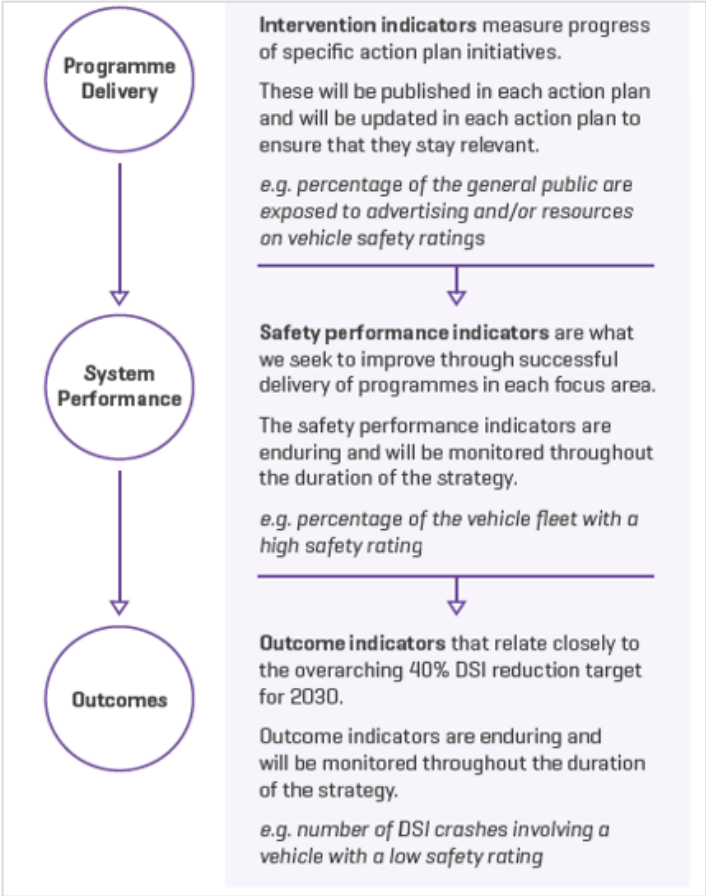 Programme
Delivery
Intervention indicators measure progress
of specific action plan initiatives.
These will be published in each action plan
and will be updated in each action plan to
ensure that they stay relevant.
e.g. percentage of the general public are
exposed to advertising and/or resources
on vehicle safety ratings
System
Performance
Safety performance indicators are what
we seek to improve through successful
delivery of programmes in each focus area.
The safety performance indicators are
enduring and will be monitored throughout
the duration of the strategy.
e.g. percentage of the vehicle fleet with a
high safety rating
Outcomes
Outcome indicators that relate closely to
the overarching 40% DSI reduction target
for 2030.
Outcome indicators are enduring and
will be monitored throughout the duration
of the strategy.
e.g. number of DSI crashes involving a
vehicle with a low safety rating